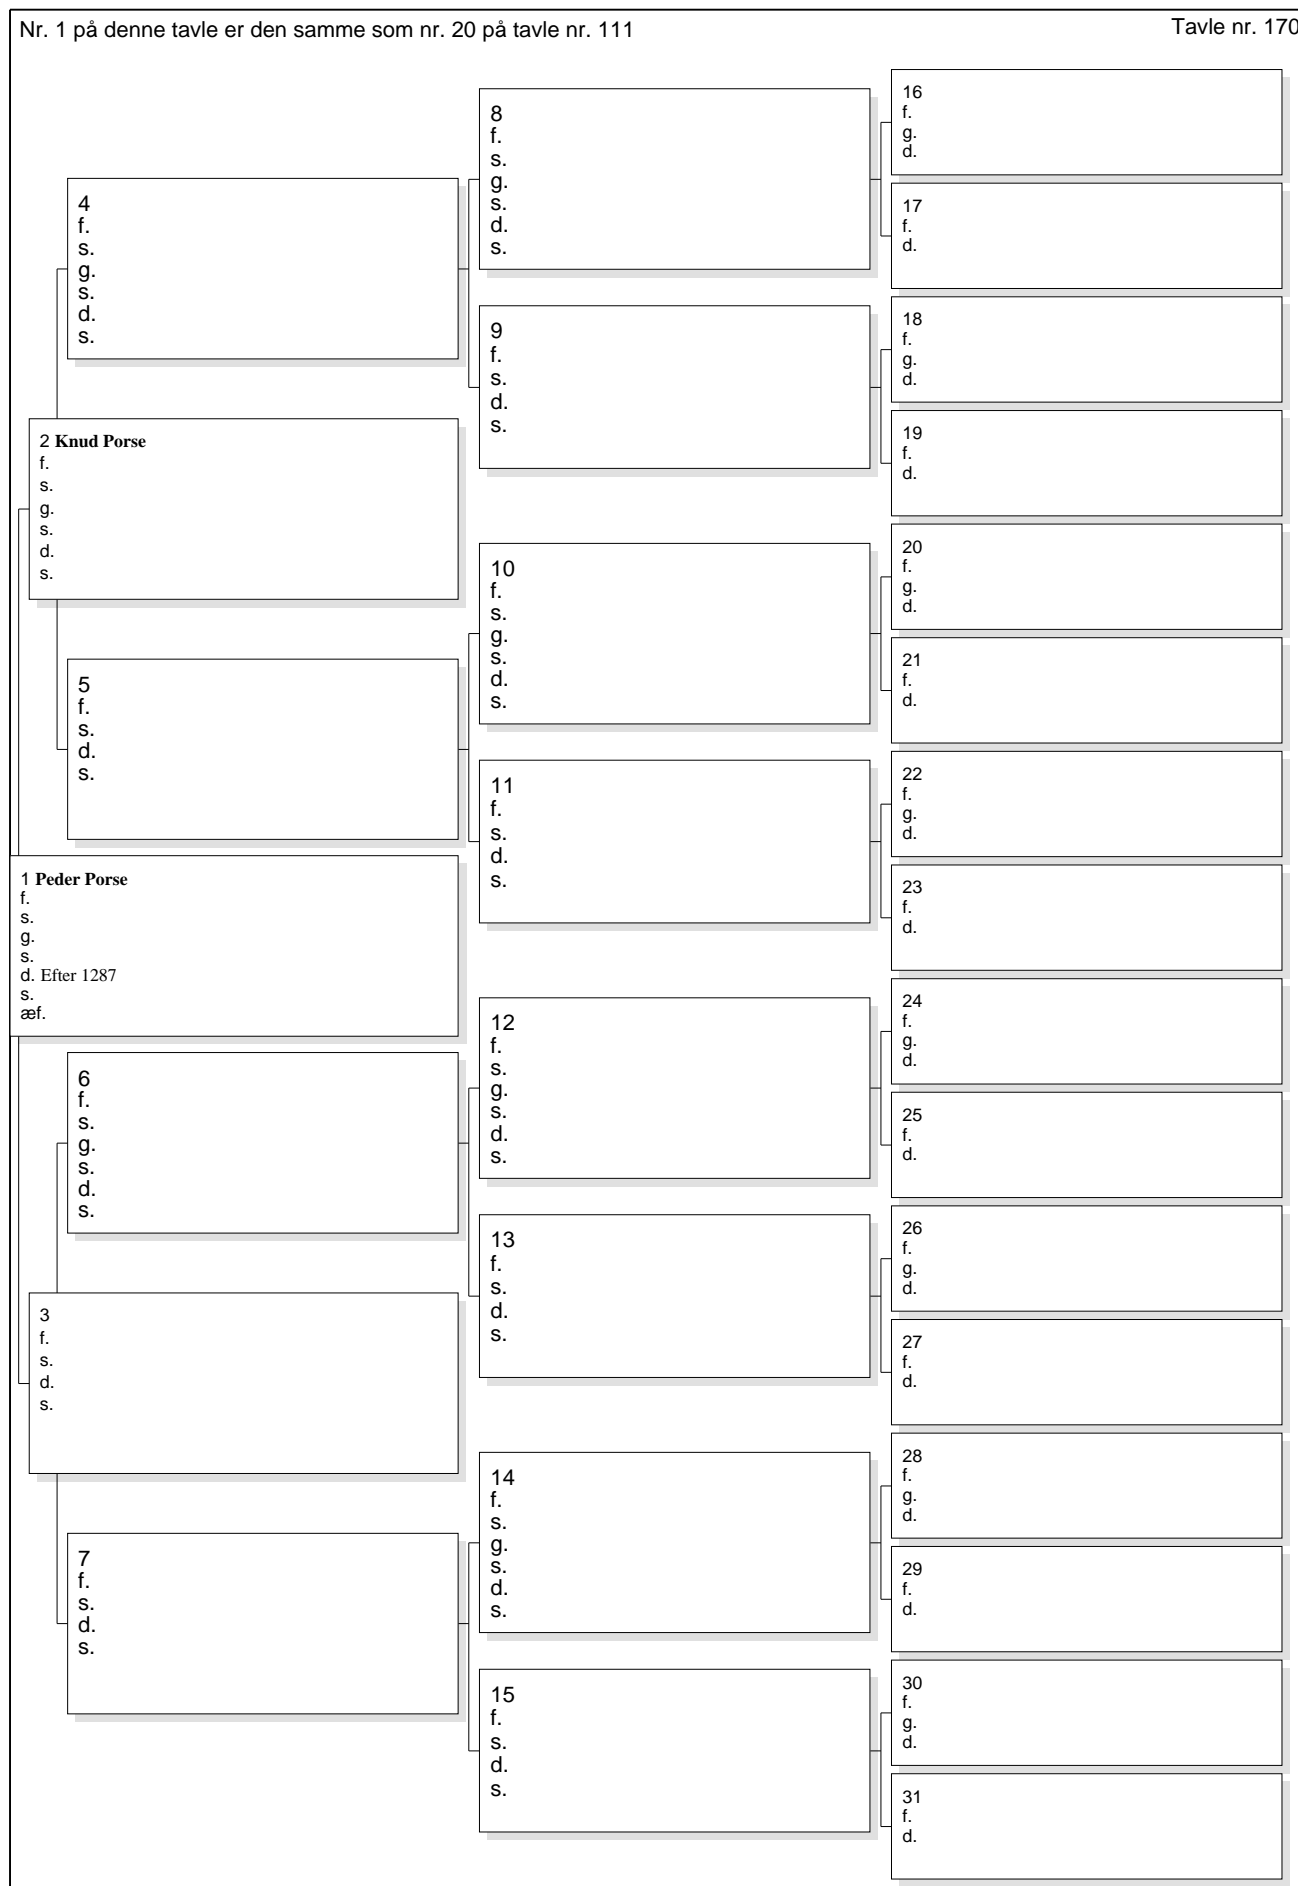 Nr. 1 på denne tavle er den samme som nr. 20 på tavle nr. 111
Tavle nr. 170
4
f.
s.
g.
s.
d.
s.
2 Knud Porse
f.
s.
g.
s.
d.
s.
5
f.
s.
d.
s.
1 Peder Porse
f.
s.
g.
s.
d. Efter 1287
s.
æf.
6
f.
s.
g.
s.
d.
s.
3
f.
s.
d.
s.
7
f.
s.
d.
s.
8
f.
s.
g.
s.
d.
s.
9
f.
s.
d.
s.
10
f.
s.
g.
s.
d.
s.
11
f.
s.
d.
s.
12
f.
s.
g.
s.
d.
s.
13
f.
s.
d.
s.
14
f.
s.
g.
s.
d.
s.
15
f.
s.
d.
s.
16
f.
g.
d.
17
f.
d.
18
f.
g.
d.
19
f.
d.
20
f.
g.
d.
21
f.
d.
22
f.
g.
d.
23
f.
d.
24
f.
g.
d.
25
f.
d.
26
f.
g.
d.
27
f.
d.
28
f.
g.
d.
29
f.
d.
30
f.
g.
d.
31
f.
d.